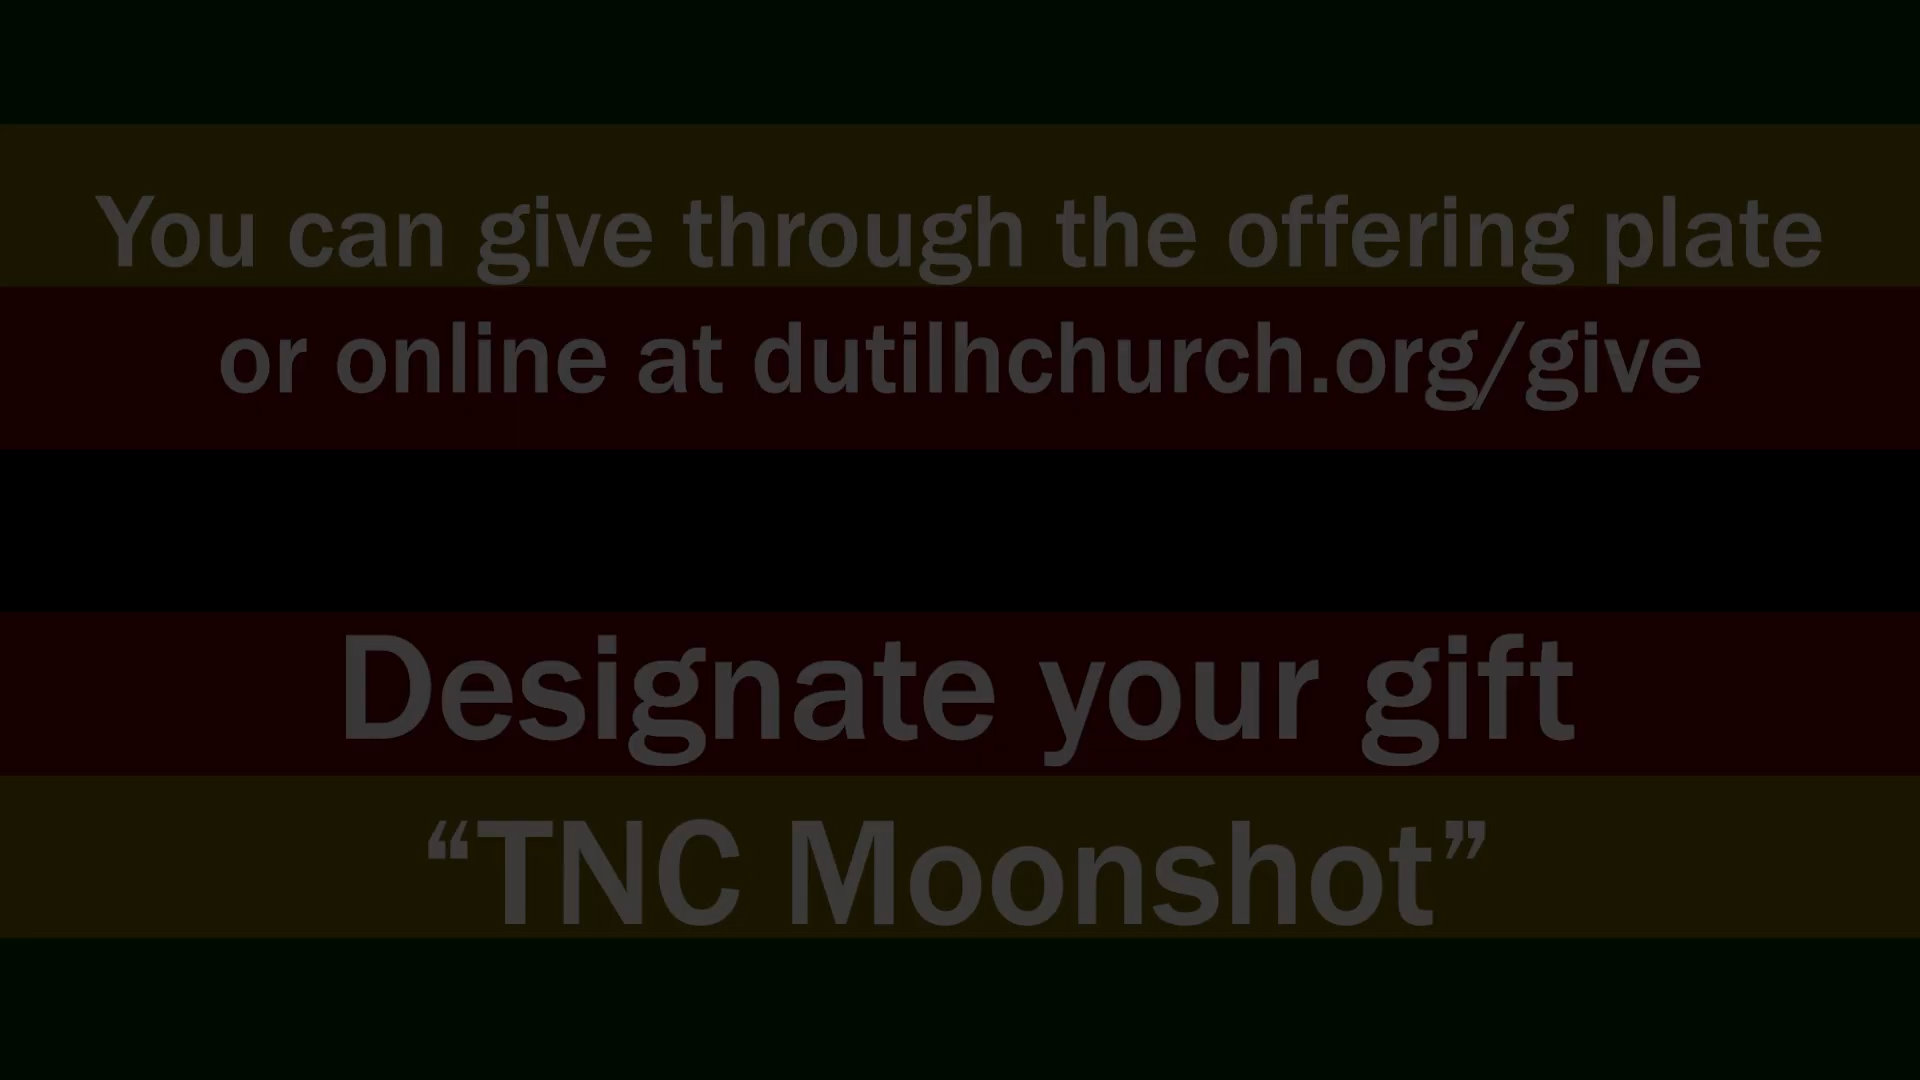 You can give through the offering plate
or online at dutilhchurch.org/give
Designate your gift
“TNC Moonshot”